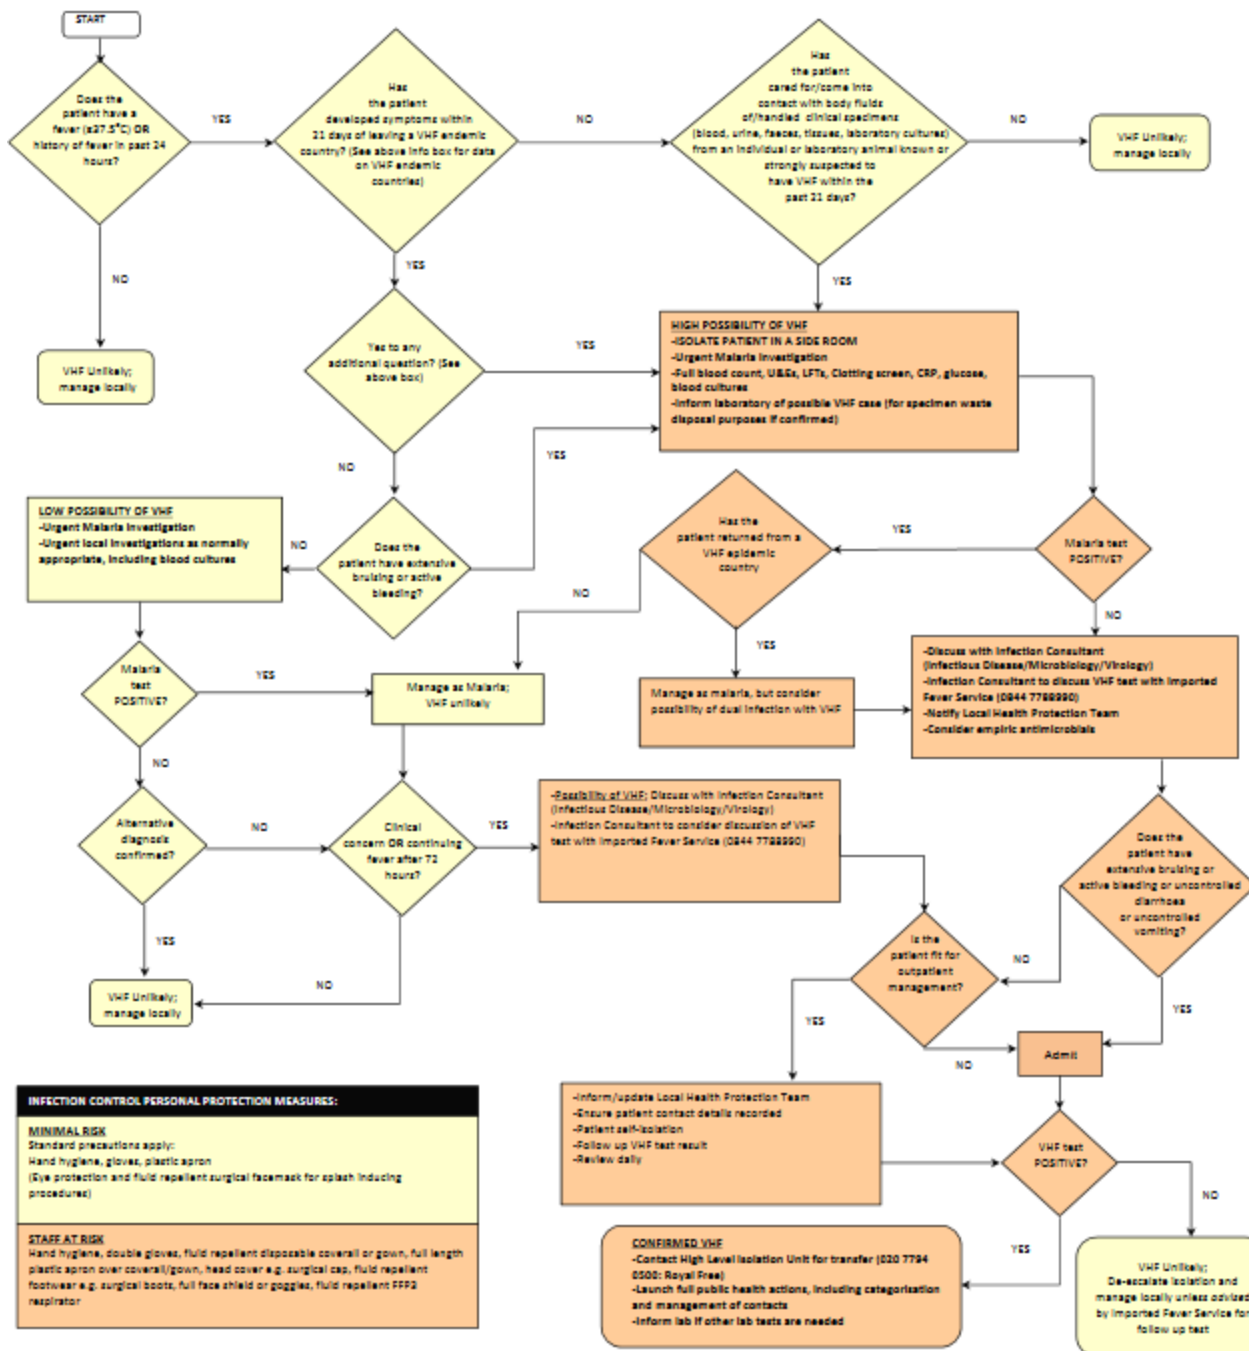 START
Does the
patient have a
fever (≥37.5°C) OR
history of fever in past 24
hours?
YES
Has
the patient
developed symptoms within
21 days of leaving a VHF endemic
country? (See above info box for data
on VHF endemic
countries)
NO
Has
the patient
cared for/come into
contact with body fluids
of/handled clinical specimens
(blood, urine, faeces, tissues, laboratory cultures)
from an individual or laboratory animal known or
strongly suspected to
have VHF within the
past 21 days?
NO
VHF Unlikely;
manage locally
NO
YES
YES
VHF Unlikely;
manage locally
Yes to any
additional question? (See
above box)
YES
HIGH POSSIBILITY OF VHF
-ISOLATE PATIENT IN A SIDE ROOM
-Urgent Malaria Investigation
-Full blood count, U&Es, LFTs, Clotting screen, CRP, glucose,
blood cultures
-Inform laboratory of possible VHF case (for specimen waste
disposal purposes if confirmed)
NO
YES
LOW POSSIBILITY OF VHF
-Urgent Malaria Investigation
-Urgent local investigations as normally
appropriate, including blood cultures
NO
Does the
patient have extensive
bruising or active
bleeding?
Has the
patient returned from a
VHF epidemic
country
YES
Malaria test
POSITIVE?
NO
YES
NO
Malaria
test
POSITIVE?
YES
Manage as Malaria;
VHF unlikely
Manage as malaria, but consider
possibility of dual infection with VHF
-Discuss with Infection Consultant
(Infectious Disease/Microbiology/Virology)
-Infection Consultant to discuss VHF test with Imported
Fever Service (0844 7788990)
-Notify Local Health Protection Team
-Consider empiric antimicrobials
NO
Alternative
diagnosis
confirmed?
NO
Clinical
concern OR continuing
fever after 72
hours?
YES
-Possibility of VHF; Discuss with Infection Consultant
(Infectious Disease/Microbiology/Virology)
-Infection Consultant to consider discussion of VHF
test with Imported Fever Service (0844 7788990)
Does the
patient have
extensive bruising or
active bleeding or uncontrolled
diarrhoea
or uncontrolled
vomiting?
YES
NO
VHF Unlikely;
manage locally
Is the
patient fit for
outpatient
management?
NO
YES
YES
NO
Admit
INFECTION CONTROL PERSONAL PROTECTION MEASURES:
MINIMAL RISK
Standard precautions apply:
Hand hygiene, gloves, plastic apron
(Eye protection and fluid repellent surgical facemask for splash inducing
procedures)
STAFF AT RISK
Hand hygiene, double gloves, fluid repellent disposable coverall or gown, full length
plastic apron over coverall/gown, head cover e.g. surgical cap, fluid repellent
footwear e.g. surgical boots, full face shield or goggles, fluid repellent FFP3
respirator
-Inform/update Local Health Protection Team
-Ensure patient contact details recorded
-Patient self-isolation
-Follow up VHF test result
-Review daily
VHF test
POSITIVE?
NO
YES
CONFIRMED VHF
-Contact High Level Isolation Unit for transfer (020 7794
0500: Royal Free)
-Launch full public health actions, including categorisation
and management of contacts
-Inform lab if other lab tests are needed
VHF Unlikely;
De-escalate isolation and
manage locally unless advised
by Imported Fever Service for
follow up test